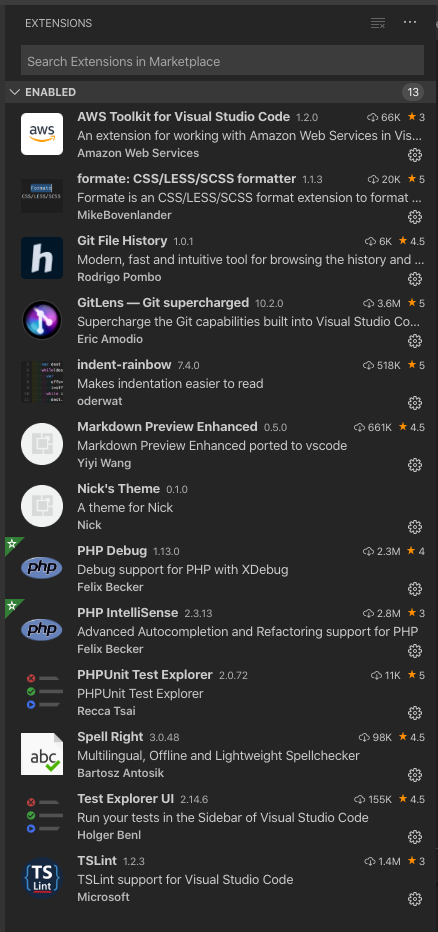 EXTENSIONS
Search Extensions in Marketplace
ENABLED 13
aws
AWS Toolkit for Visual Studio Code 1.2.0 66K ★ 3
An extension for working with Amazon Web Services in Vis...
Amazon Web Services
Formate
CSS/LESS/SCSS
formate: CSS/LESS/SCSS formatter 1.1.3 20K ★ 5
Formate is an CSS/LESS/SCSS format extension to format ...
MikeBovenlander
h
Git File History 1.0.1 6K ★ 4.5
Modern, fast and intuitive tool for browsing the history and ...
Rodrigo Pombo
GitLens — Git supercharged 10.2.0 3.6M ★ 5
Supercharge the Git capabilities built into Visual Studio Co...
Eric Amodio
indent-rainbow 7.4.0 518K ★ 5
Makes indentation easier to read
oderwat
Markdown Preview Enhanced 0.5.0 661K ★ 4.5
Markdown Preview Enhanced ported to vscode
Yiyi Wang
Nick's Theme 0.1.0
A theme for Nick
Nick
php
PHP Debug 1.13.0 2.3M ★ 4
Debug support for PHP with XDebug
Felix Becker
php
PHP IntelliSense 2.3.13 2.8M ★ 3
Advanced Autocompletion and Refactoring support for PHP
Felix Becker
PHPUnit Test Explorer 2.0.72 11K ★ 5
PHPUnit Test Explorer
Recca Tsai
abc
Spell Right 3.0.48 98K ★ 4.5
Multilingual, Offline and Lightweight Spellchecker
Bartosz Antosik
Test Explorer UI 2.14.6 155K ★ 4.5
Run your tests in the Sidebar of Visual Studio Code
Holger Benl
{TS}
Lint
TSLint 1.2.3 1.4M ★ 3
TSLint support for Visual Studio Code
Microsoft